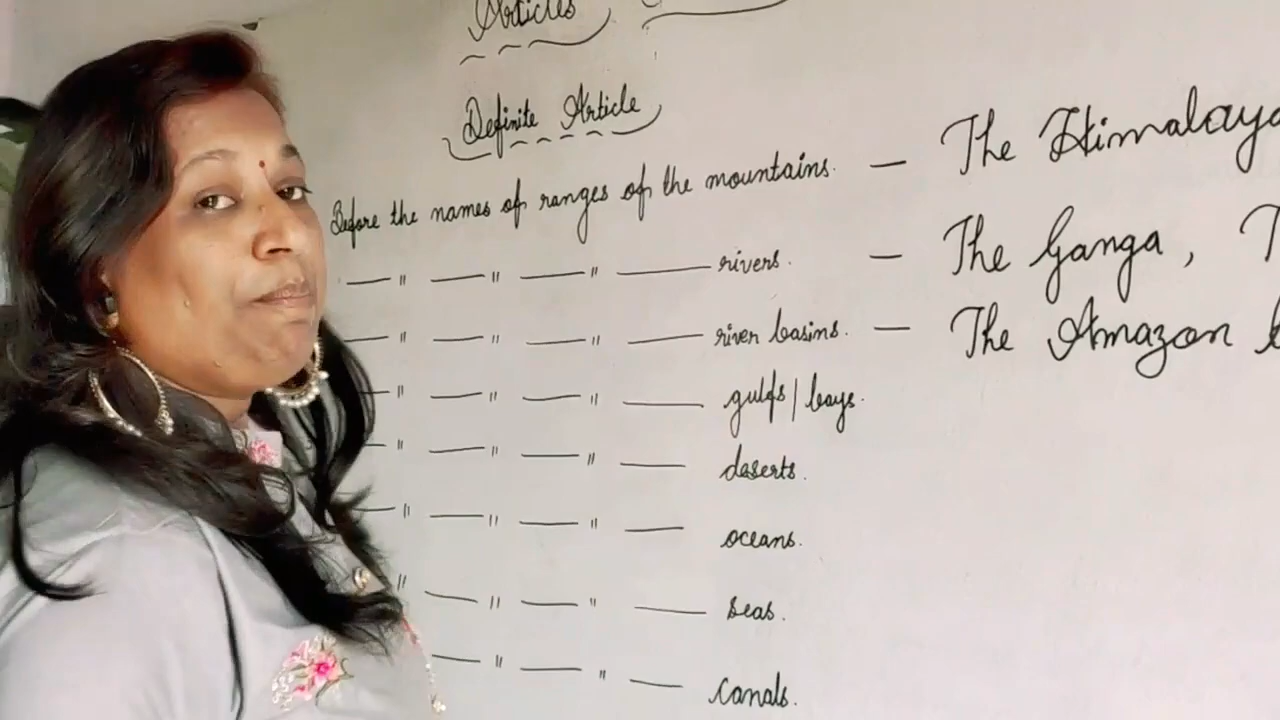 Articles
Definite Article
Before the names of ranges of the mountains. — The Himalaya
— " — " — " — rivers. — The Ganga, T
— " — " — " — river basins. — The Amazon b
— " — " — " — gulfs/bays.
— " — " — " — deserts.
— " — " — " — oceans.
" — " — " — seas.
— " — " — canals.